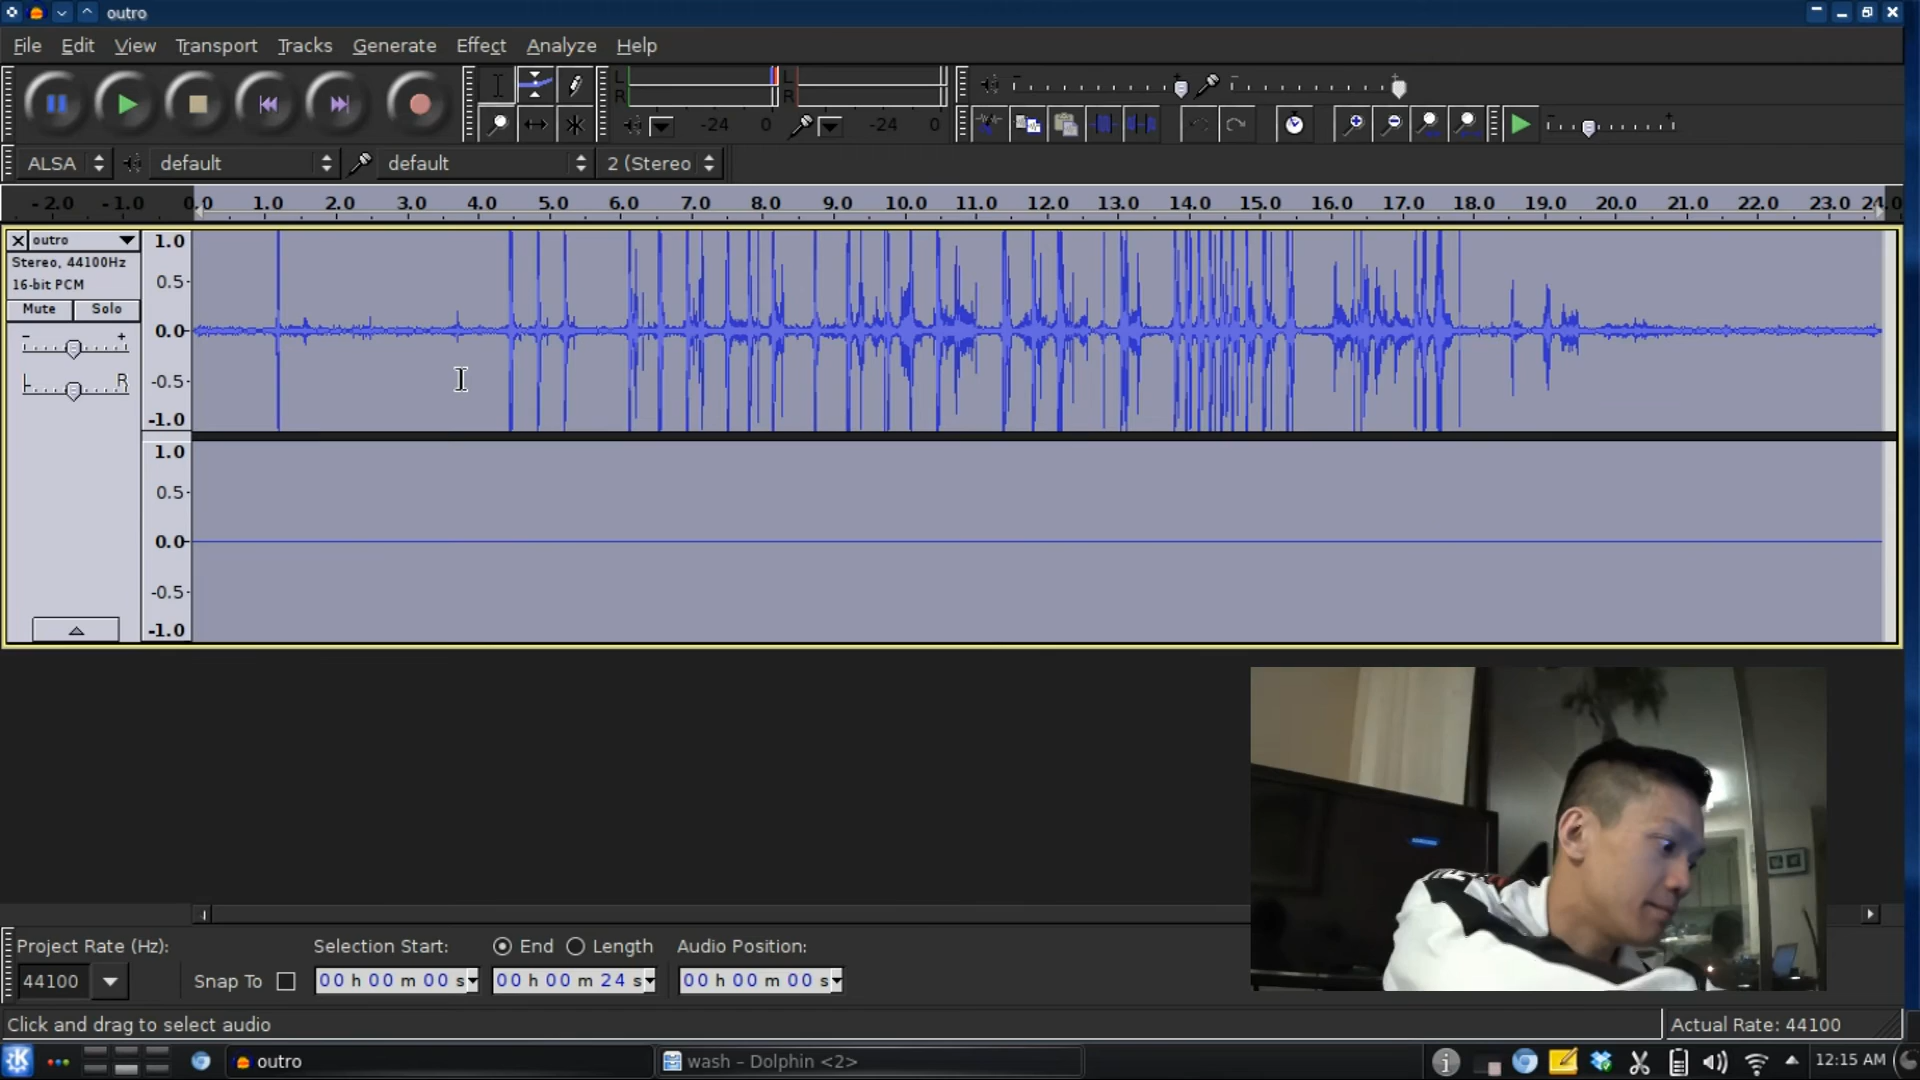 outro
File Edit View Transport Tracks Generate Effect Analyze Help
L R -24 0 L R -24 0
ALSA default default 2 (Stereo
-2.0 -1.0 0.0 1.0 2.0 3.0 4.0 5.0 6.0 7.0 8.0 9.0 10.0 11.0 12.0 13.0 14.0 15.0 16.0 17.0 18.0 19.0 20.0 21.0 22.0 23.0 24.0
outro
Stereo, 44100Hz
16-bit PCM
Mute Solo
- +
L R
1.0
0.5-
0.0-
-0.5-
-1.0
1.0
0.5-
0.0-
-0.5-
-1.0
Project Rate (Hz): Selection Start: End Length Audio Position:
44100 Snap To 00 h 00 m 00 s 00 h 00 m 24 s 00 h 00 m 00 s
Click and drag to select audio Actual Rate: 44100
outro wash – Dolphin <2> 12:15 AM